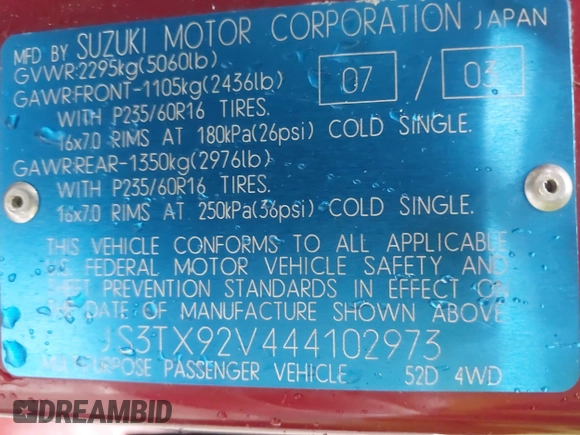 MFD BY SUZUKI MOTOR CORPORATION JAPAN
GVWR:2295kg(5060lb)
GAWR:FRONT-1105kg(2436lb) 07 / 03
WITH P235/60R16 TIRES.
16x7.0 RIMS AT 180kPa(26psi) COLD SINGLE.
GAWR:REAR-1350kg(2976lb)
WITH P235/60R16 TIRES.
16x7.0 RIMS AT 250kPa(36psi) COLD SINGLE.
THIS VEHICLE CONFORMS TO ALL APPLICABLE
U.S FEDERAL MOTOR VEHICLE SAFETY AND
THEFT PREVENTION STANDARDS IN EFFECT ON
THE DATE OF MANUFACTURE SHOWN ABOVE.
JS3TX92V444102973
PASSENGER VEHICLE 52D 4WD
DREAMBID